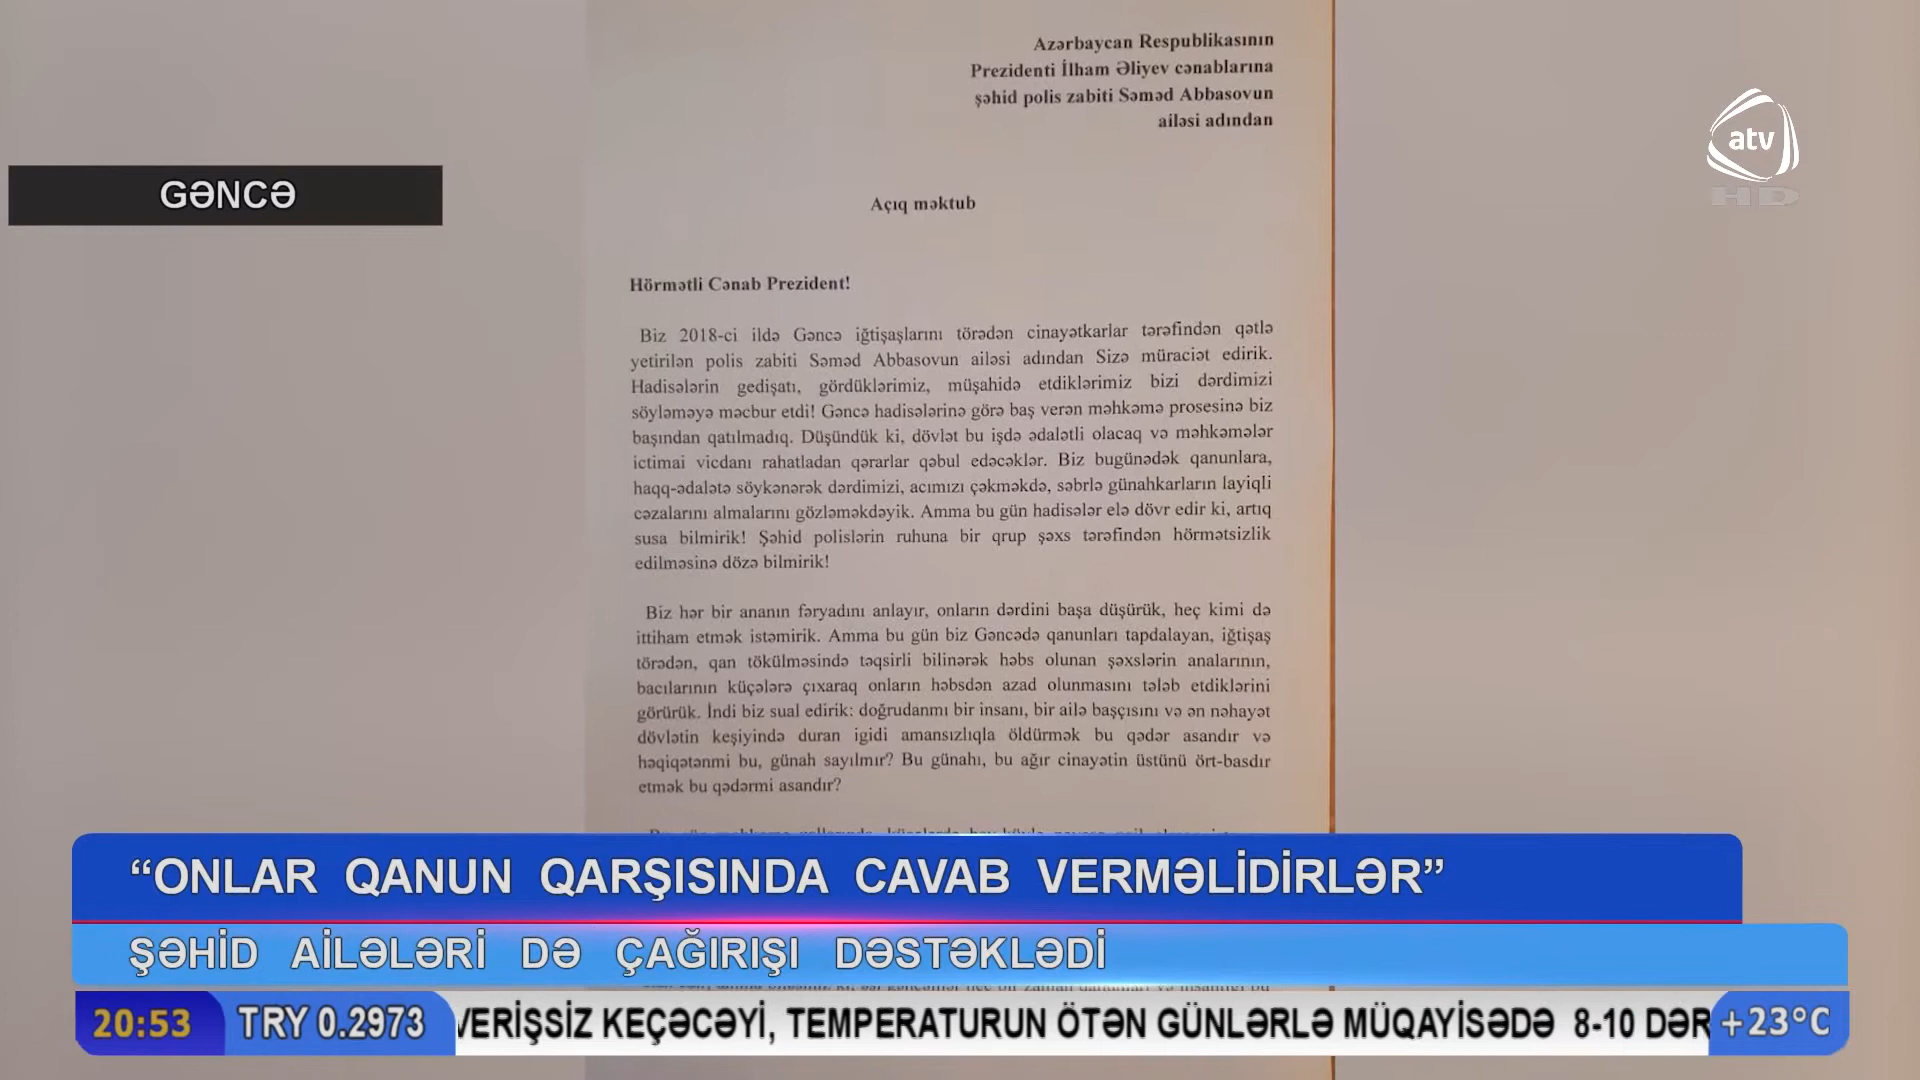 Azərbaycan Respublikasının
Prezidenti İlham Əliyev cənablarına
şəhid polis zabiti Səməd Abbasovun
ailəsi adından
atv
HD
GƏNCƏ
Açıq məktub
Hörmətli Cənab Prezident!
Biz 2018-ci ildə Gəncə iğtişaşlarını törədən cinayətkarlar tərəfindən qətlə
yetirilən polis zabiti Səməd Abbasovun ailəsi adından Sizə müraciət edirik.
Hadisələrin gedişatı, gördüklərimiz, müşahidə etdiklərimiz bizi dərdimizi
söyləməyə məcbur etdi! Gəncə hadisələrinə görə baş verən məhkəmə prosesinə biz
başından qatılmadıq. Düşündük ki, dövlət bu işdə ədalətli olacaq və məhkəmələr
ictimai vicdanı rahatladan qərarlar qəbul edəcəklər. Biz bugünədək qanunlara,
haqq-ədalətə söykənərək dərdimizi, acımızı çəkməkdə, səbrlə günahkarların layiqli
cəzalarını almalarını gözləməkdəyik. Amma bu gün hadisələr elə dövr edir ki, artıq
susa bilmirik! Şəhid polislərin ruhuna bir qrup şəxs tərəfindən hörmətsizlik
edilməsinə dözə bilmirik!
Biz hər bir ananın fəryadını anlayır, onların dərdini başa düşürük, heç kimi də
ittiham etmək istəmirik. Amma bu gün biz Gəncədə qanunları tapdalayan, iğtişaş
törədən, qan tökülməsində təqsirli bilinərək həbs olunan şəxslərin analarının,
bacılarının küçələrə çıxaraq onların həbsdən azad olunmasını tələb etdiklərini
görürük. İndi biz sual edirik: doğrudanmı bir insanı, bir ailə başçısını və ən nəhayət
dövlətin keşiyində duran igidi amansızlıqla öldürmək bu qədər asandır və
həqiqətənmi bu, günah sayılmır? Bu günahı, bu ağır cinayətin üstünü ört-basdır
etmək bu qədərmi asandır?
“ONLAR QANUN QARŞISINDA CAVAB VERMƏLİDİRLƏR”
ŞƏHİD AİLƏLƏRİ DƏ ÇAĞIRIŞI DƏSTƏKLƏDİ
20:53 TRY 0.2973 VERİŞSİZ KEÇƏCƏYİ, TEMPERATURUN ÖTƏN GÜNLƏRLƏ MÜQAYİSƏDƏ 8-10 DƏR +23°C